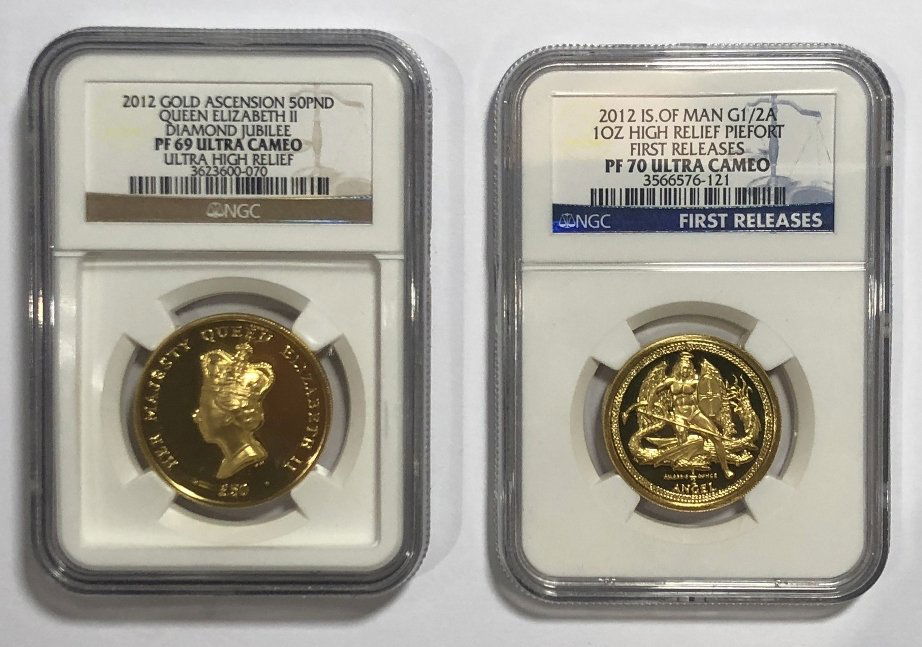 2012 GOLD ASCENSION 50PND
QUEEN ELIZABETH II
DIAMOND JUBILEE
PF 69 ULTRA CAMEO
ULTRA HIGH RELIEF
3623600-070
NGC
HER MAJESTY QUEEN ELIZABETH II
£50
2012 IS.OF MAN G1/2A
1OZ HIGH RELIEF PIEFORT
FIRST RELEASES
PF 70 ULTRA CAMEO
3566576-121
NGC FIRST RELEASES
ANGEL